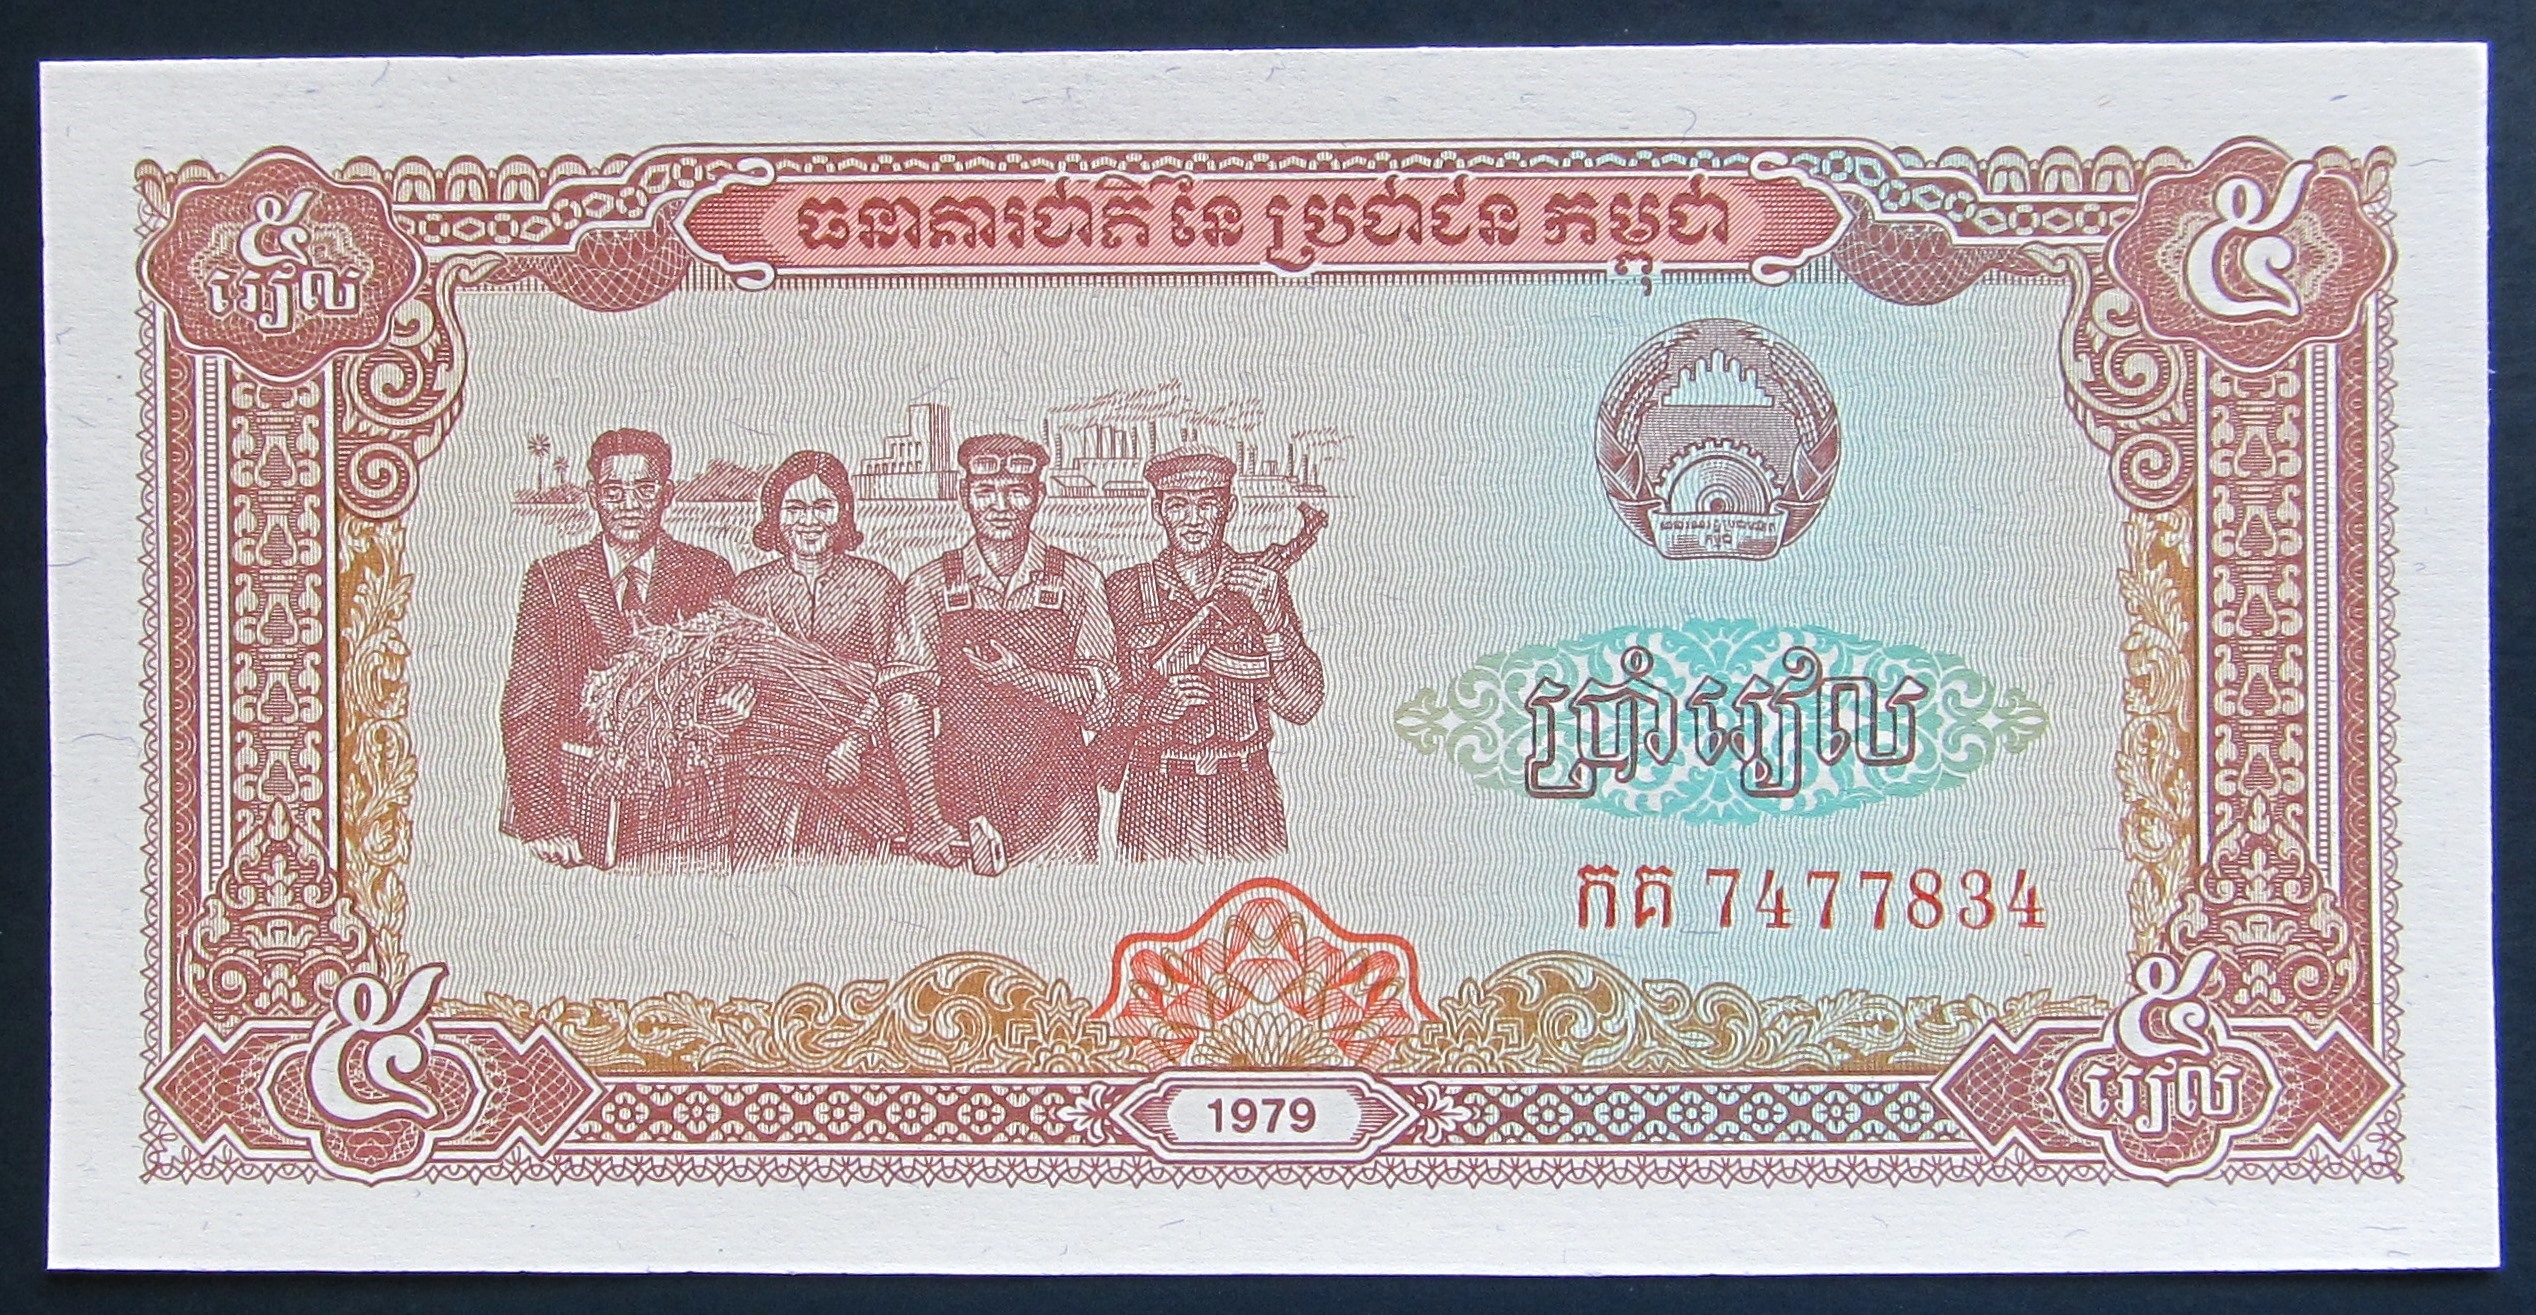 ៥
រៀល
ធនាគារជាតិ នៃ ប្រជាជន កម្ពុជា
៥
ប្រាំរៀល
កគ 7477834
៥
1979
៥
រៀល